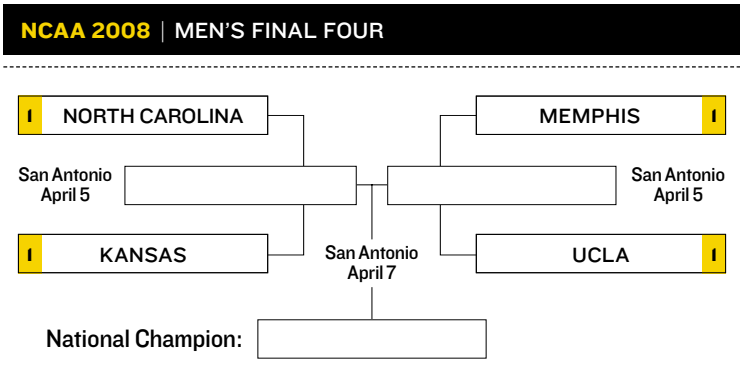 NCAA 2008 | MEN'S FINAL FOUR
1 NORTH CAROLINA
MEMPHIS 1
San Antonio
April 5
San Antonio
April 5
1 KANSAS
San Antonio
April 7
UCLA 1
National Champion: